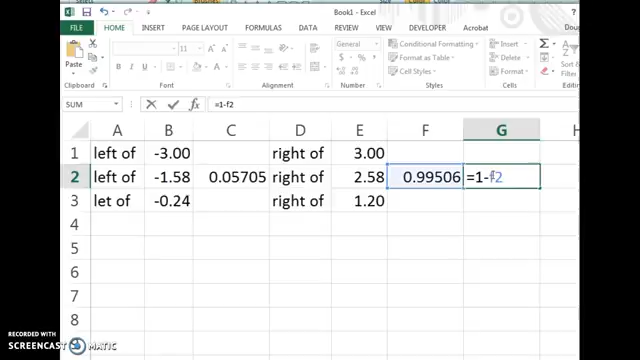 Book1 - Excel
FILE HOME INSERT PAGE LAYOUT FORMULAS DATA REVIEW VIEW DEVELOPER Acrobat
Paste
11
General
Conditional Formatting
Format as Table
Cell Styles
Insert
Delete
Format
Clipboard Font Alignment Number Styles Cells Editing
SUM =1-f2
A B C D E F G H
1 left of -3.00 right of 3.00
2 left of -1.58 0.05705 right of 2.58 0.99506 =1-f2
3 let of -0.24 right of 1.20
4
5
6
7
8
9
RECORDED WITH
SCREENCAST MATIC